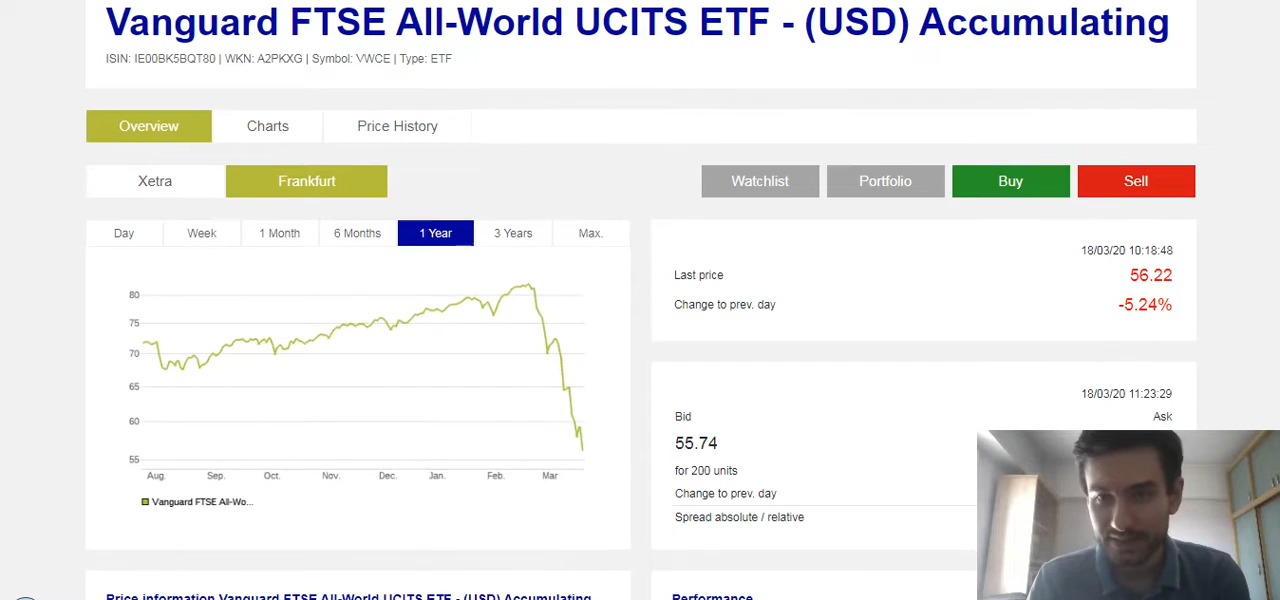 Vanguard FTSE All-World UCITS ETF - (USD) Accumulating
ISIN: IE00BK5BQT80 | WKN: A2PKXG | Symbol: VWCE | Type: ETF
Overview Charts Price History
Xetra Frankfurt Watchlist Portfolio Buy Sell
Day Week 1 Month 6 Months 1 Year 3 Years Max.
18/03/20 10:18:48
Last price 56.22
Change to prev. day -5.24%
80
75
70
65
60
55
Aug. Sep. Oct. Nov. Dec. Jan. Feb. Mar
Vanguard FTSE All-Wo...
18/03/20 11:23:29
Bid Ask
55.74
for 200 units
Change to prev. day
Spread absolute / relative
Price information Vanguard FTSE All-World UCITS ETF - (USD) Accumulating
Performance